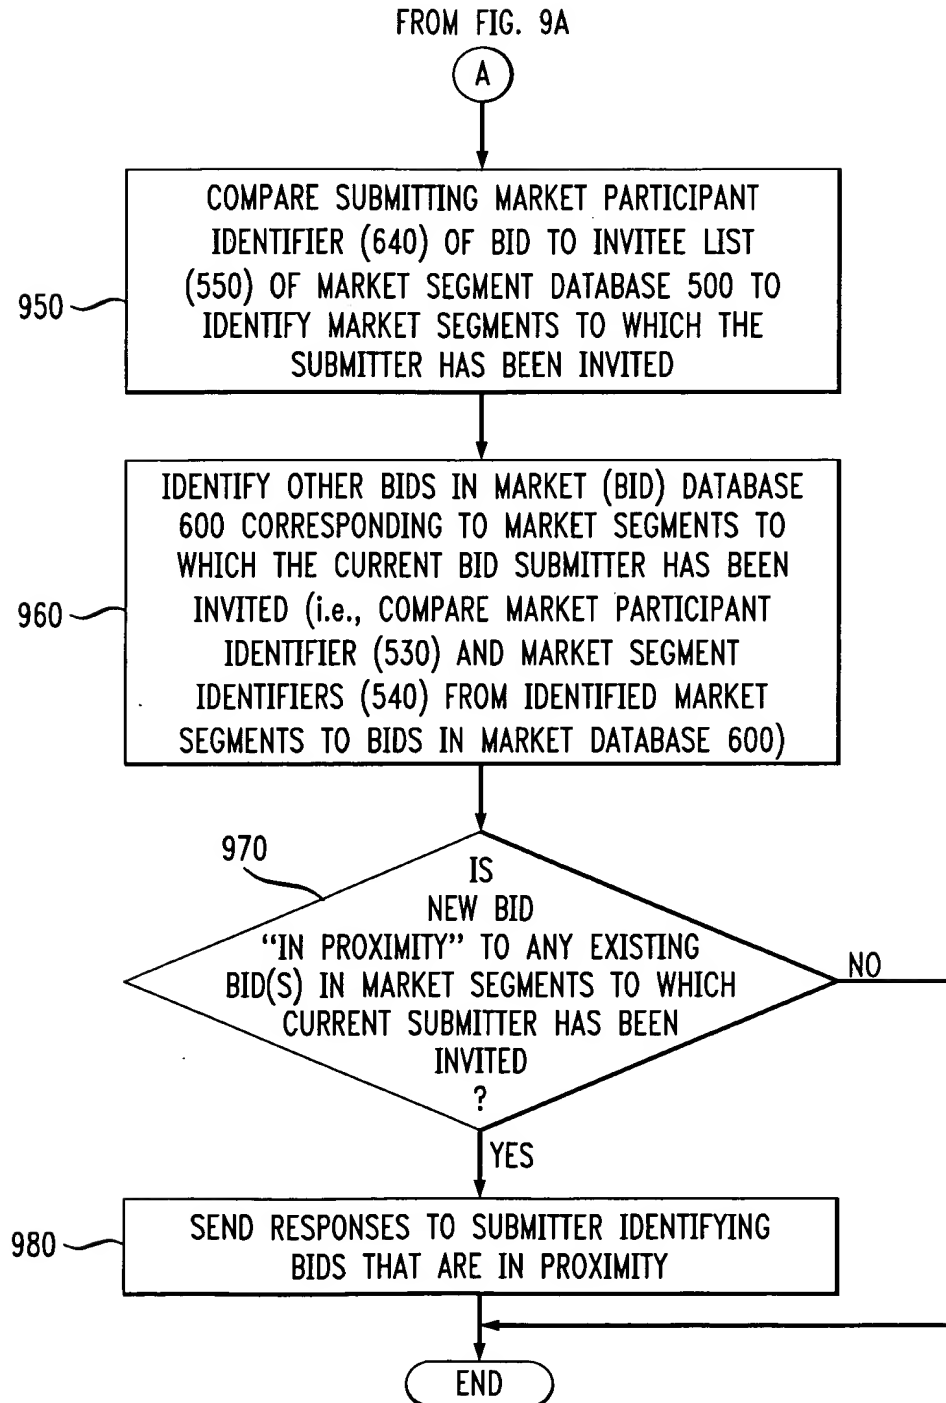 FROM FIG. 9A
A
COMPARE SUBMITTING MARKET PARTICIPANT
IDENTIFIER (640) OF BID TO INVITEE LIST
(550) OF MARKET SEGMENT DATABASE 500 TO
IDENTIFY MARKET SEGMENTS TO WHICH THE
SUBMITTER HAS BEEN INVITED
950
IDENTIFY OTHER BIDS IN MARKET (BID) DATABASE
600 CORRESPONDING TO MARKET SEGMENTS TO
WHICH THE CURRENT BID SUBMITTER HAS BEEN
INVITED (i.e., COMPARE MARKET PARTICIPANT
IDENTIFIER (530) AND MARKET SEGMENT
IDENTIFIERS (540) FROM IDENTIFIED MARKET
SEGMENTS TO BIDS IN MARKET DATABASE 600)
960
970
IS
NEW BID
“IN PROXIMITY” TO ANY EXISTING
BID(S) IN MARKET SEGMENTS TO WHICH
CURRENT SUBMITTER HAS BEEN
INVITED
?
NO
YES
SEND RESPONSES TO SUBMITTER IDENTIFYING
BIDS THAT ARE IN PROXIMITY
980
END